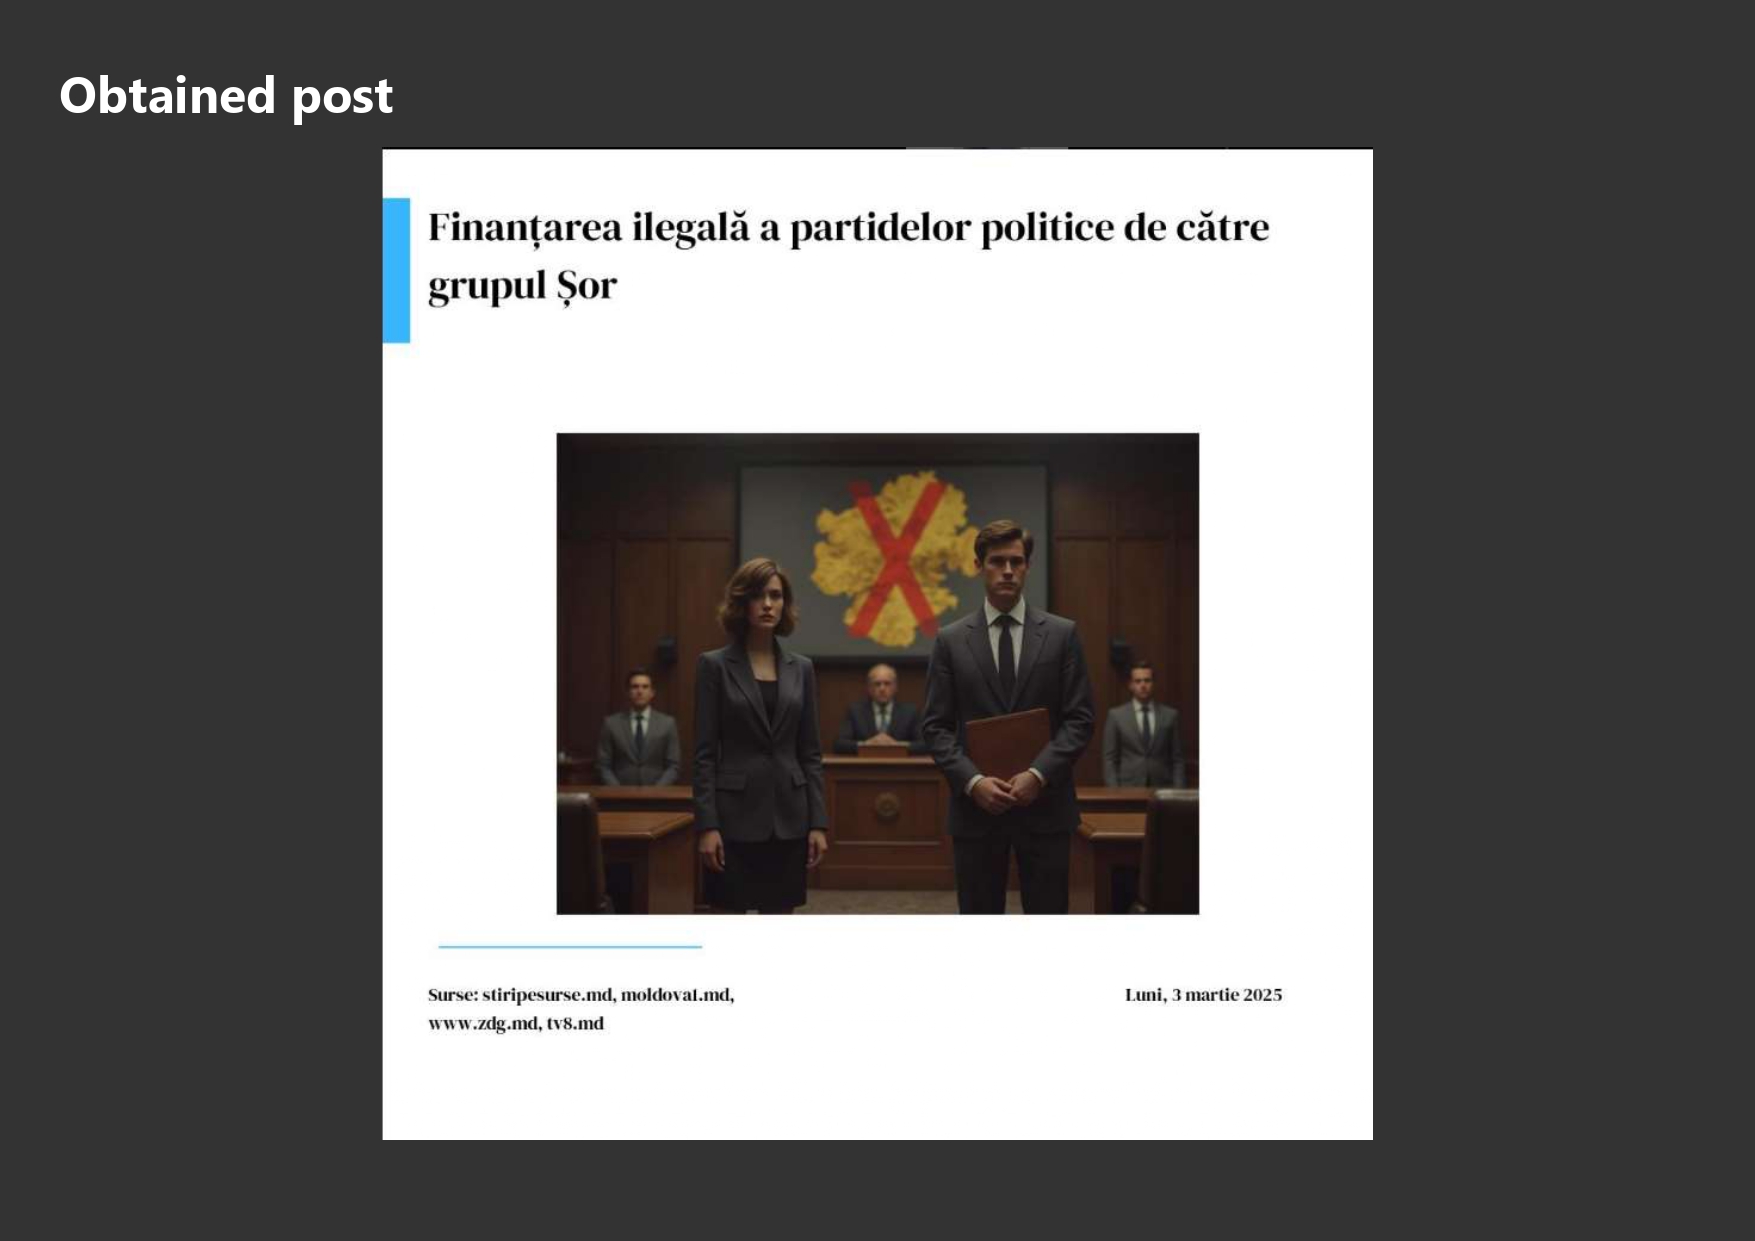 Obtained post
Finanțarea ilegală a partidelor politice de către
grupul Șor
Surse: stiripesurse.md, moldova1.md,
www.zdg.md, tv8.md
Luni, 3 martie 2025